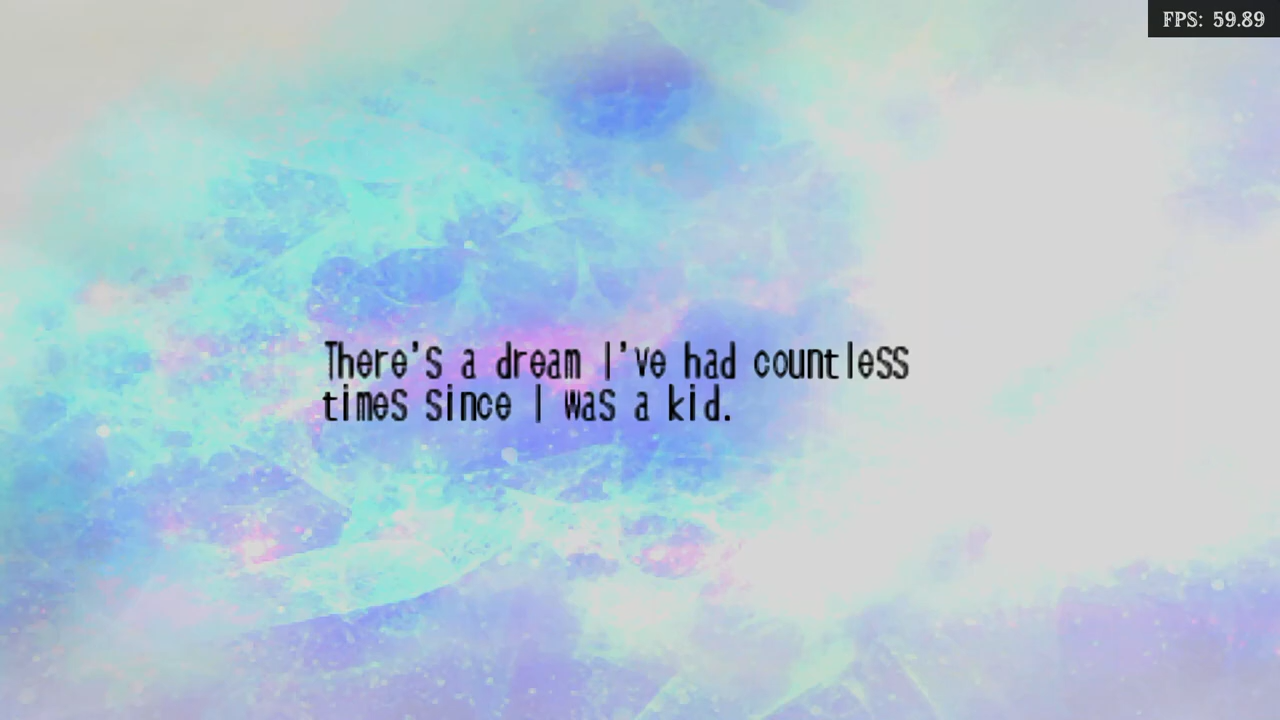 FPS: 59.89
There's a dream I've had countless
times since I was a kid.